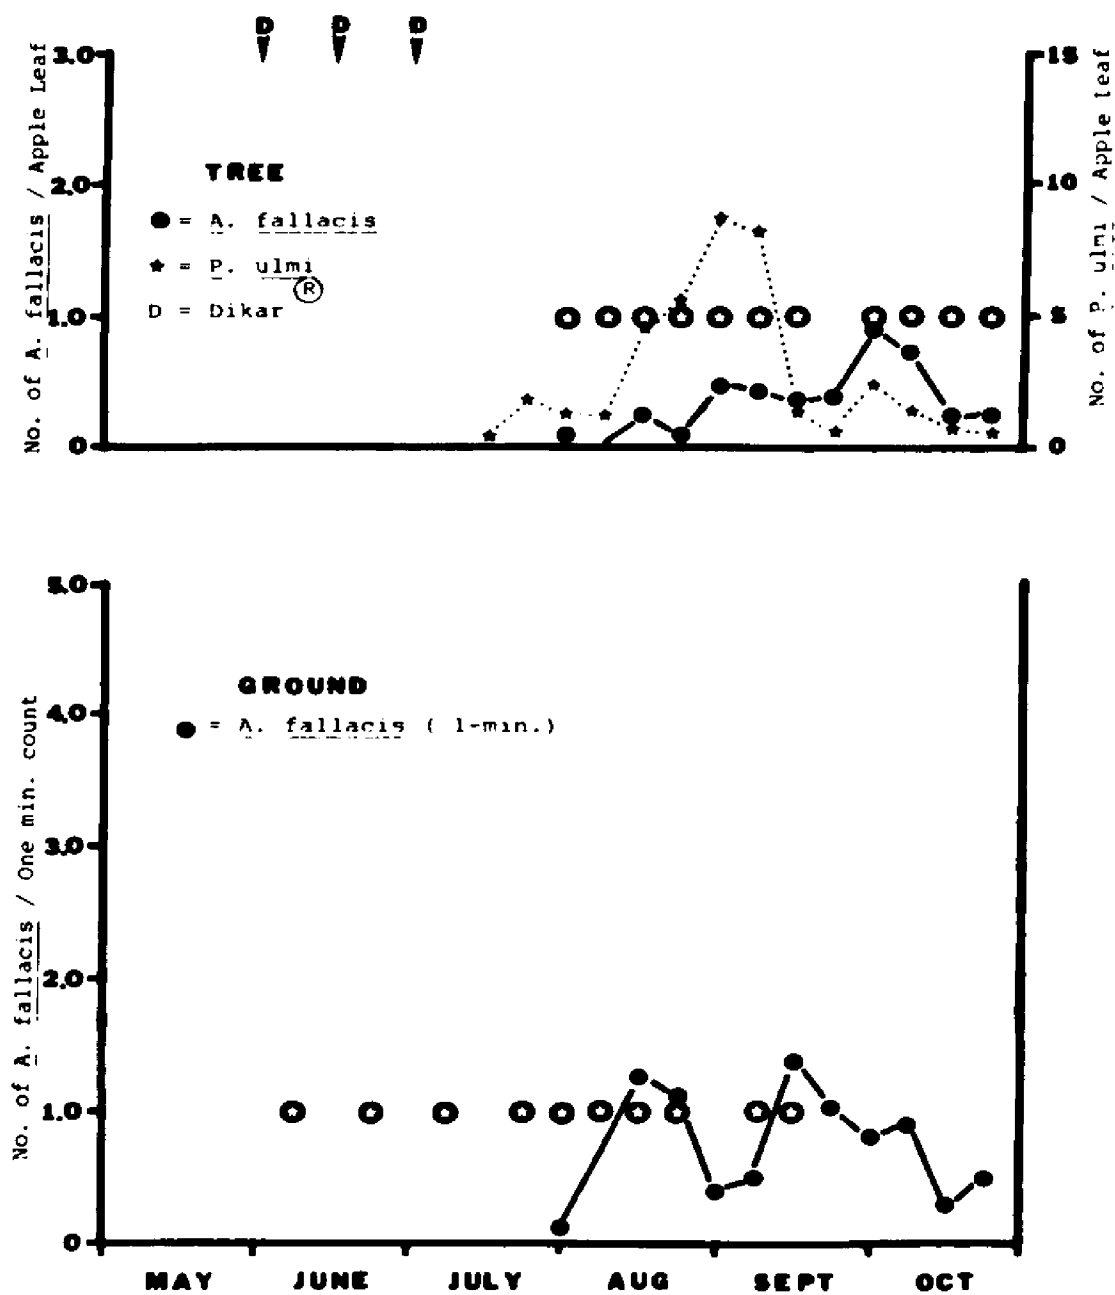 D D D
3.0
2.0
1.0
0
No. of A. fallacis / Apple Leaf
TREE
● = A. fallacis
★ = P. ulmi
D = Dikar®
15
10
5
0
No. of P. ulmi / Apple leaf
5.0
4.0
3.0
2.0
1.0
0
No. of A. fallacis / One min. count
GROUND
● = A. fallacis ( 1-min.)
MAY JUNE JULY AUG SEPT OCT